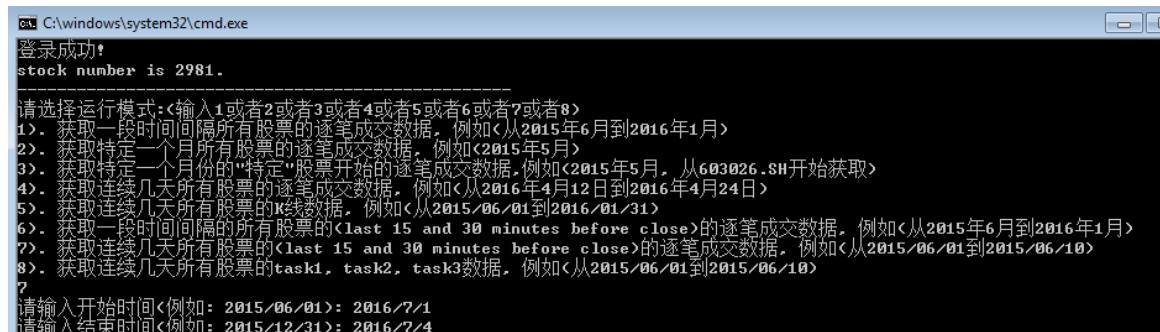 C:\windows\system32\cmd.exe
登录成功!
stock number is 2981.
--------------------------------------------------
请选择运行模式:(输入1或者2或者3或者4或者5或者6或者7或者8)
1). 获取一段时间间隔所有股票的逐笔成交数据, 例如(从2015年6月到2016年1月)
2). 获取特定一个月所有股票的逐笔成交数据, 例如(2015年5月)
3). 获取特定一个月份的"特定"股票开始的逐笔成交数据,例如(2015年5月, 从603026.SH开始获取)
4). 获取连续几天所有股票的逐笔成交数据, 例如(从2016年4月12日到2016年4月24日)
5). 获取连续几天所有股票的K线数据, 例如(从2015/06/01到2016/01/31)
6). 获取一段时间间隔的所有股票的(last 15 and 30 minutes before close)的逐笔成交数据, 例如(从2015年6月到2016年1月)
7). 获取连续几天所有股票的(last 15 and 30 minutes before close)的逐笔成交数据, 例如(从2015/06/01到2015/06/10)
8). 获取连续几天所有股票的task1, task2, task3数据, 例如(从2015/06/01到2015/06/10)
7
请输入开始时间(例如: 2015/06/01): 2016/7/1
请输入结束时间(例如: 2015/12/31): 2016/7/4